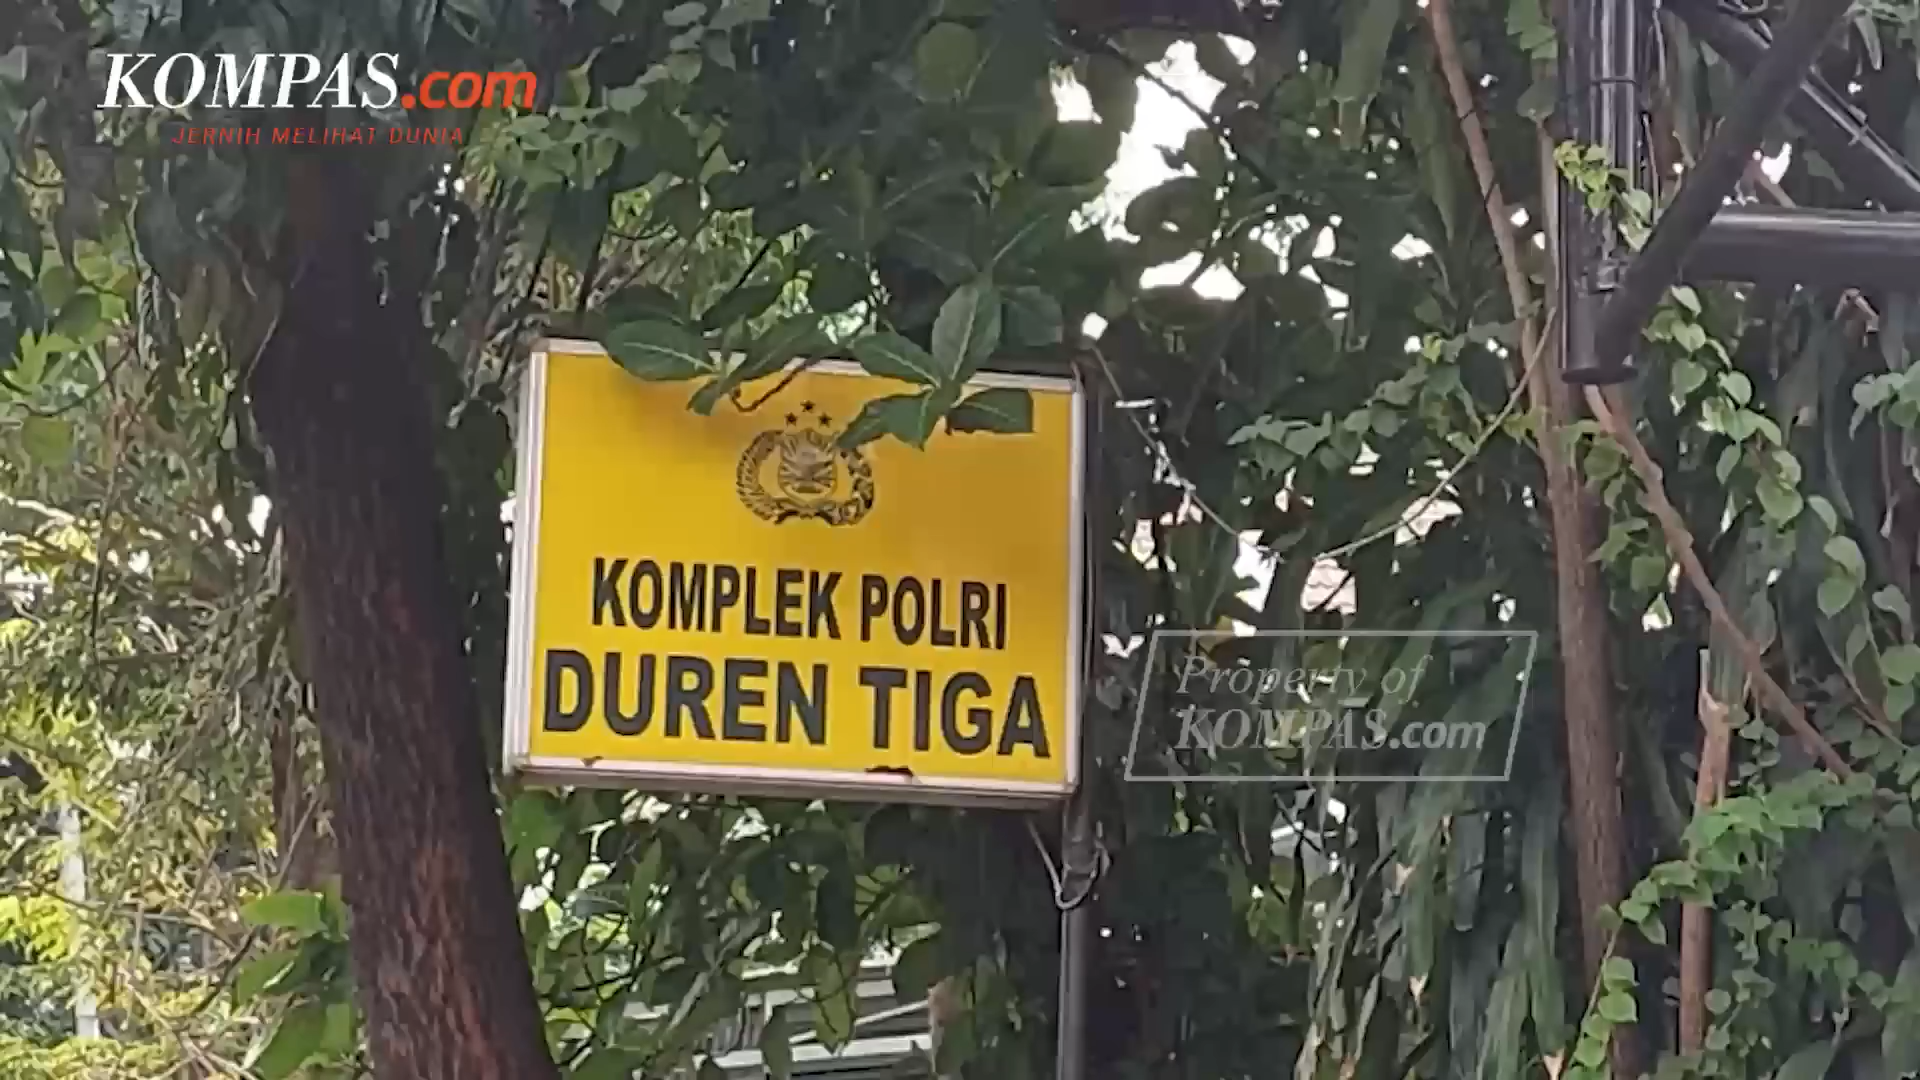 KOMPAS.com
JERNIH MELIHAT DUNIA
KOMPLEK POLRI
DUREN TIGA
Property of
KOMPAS.com